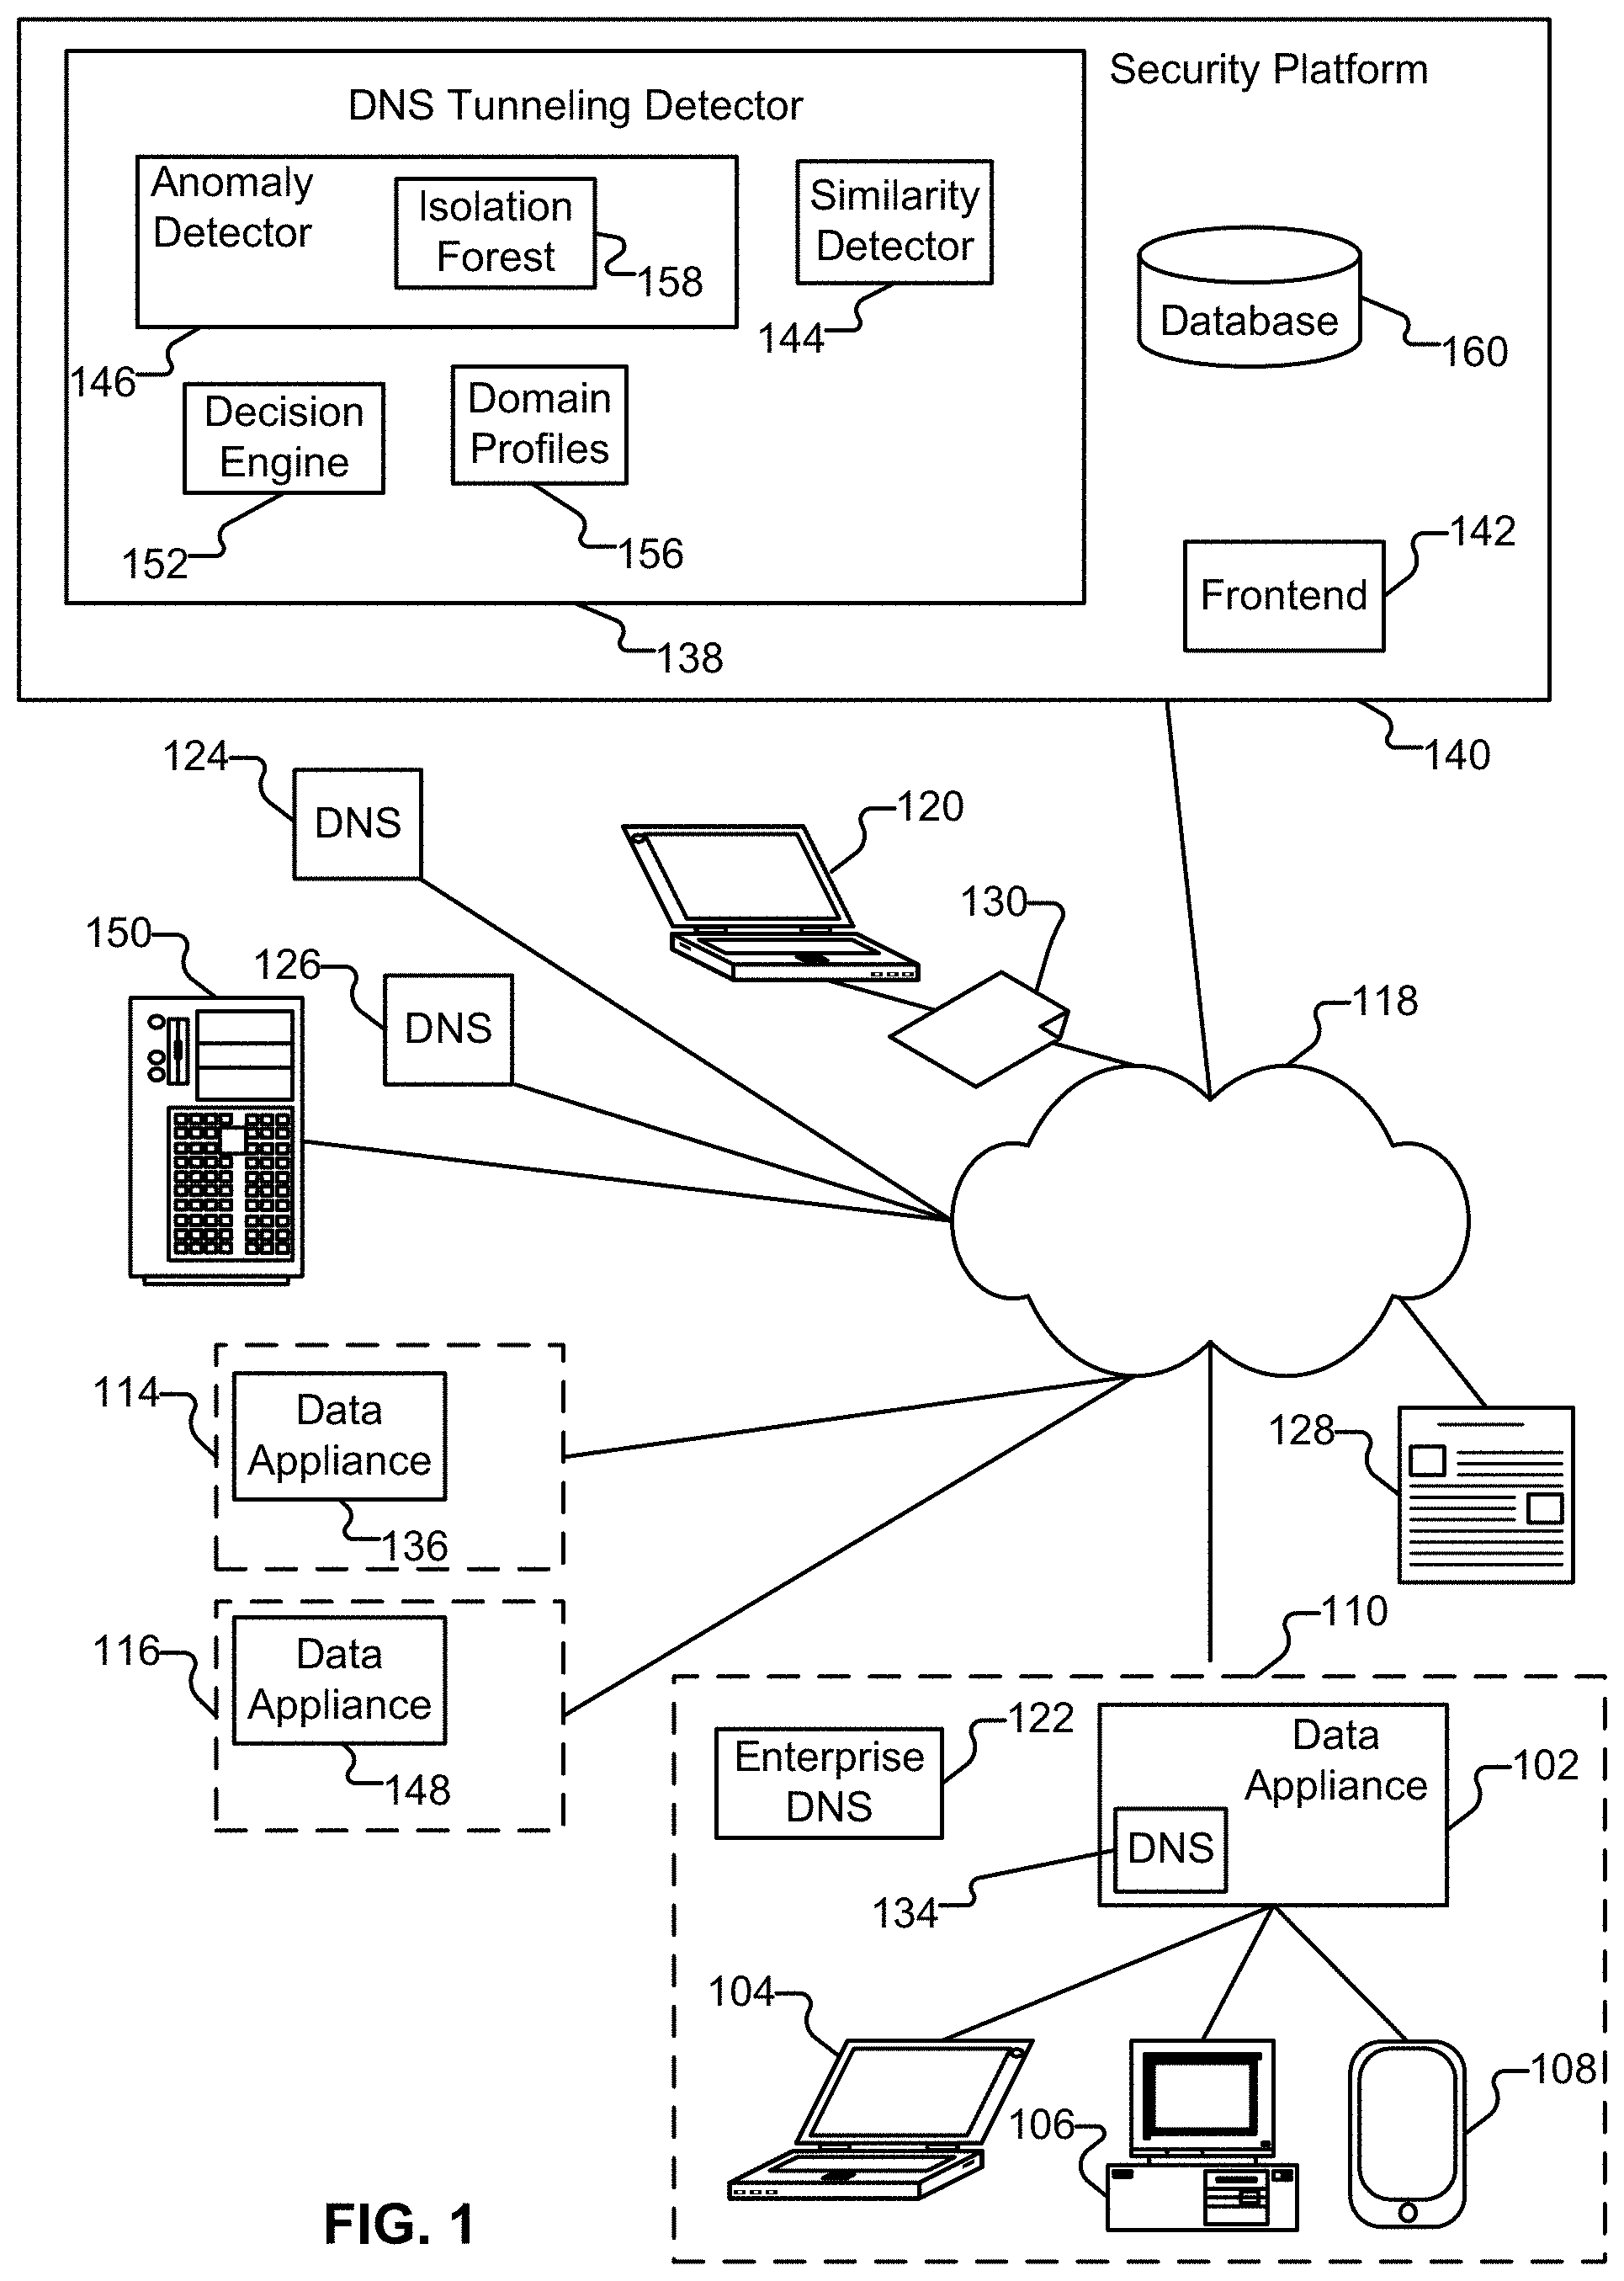 Security Platform
DNS Tunneling Detector
Anomaly
Detector
Isolation
Forest
158
146
Similarity
Detector
144
Database
160
Decision
Engine
152
Domain
Profiles
156
142
Frontend
138
140
124
DNS
120
130
150
126
DNS
118
114
Data
Appliance
136
128
116
Data
Appliance
148
110
122
Enterprise
DNS
Data
Appliance
102
DNS
134
104
106
108
FIG. 1